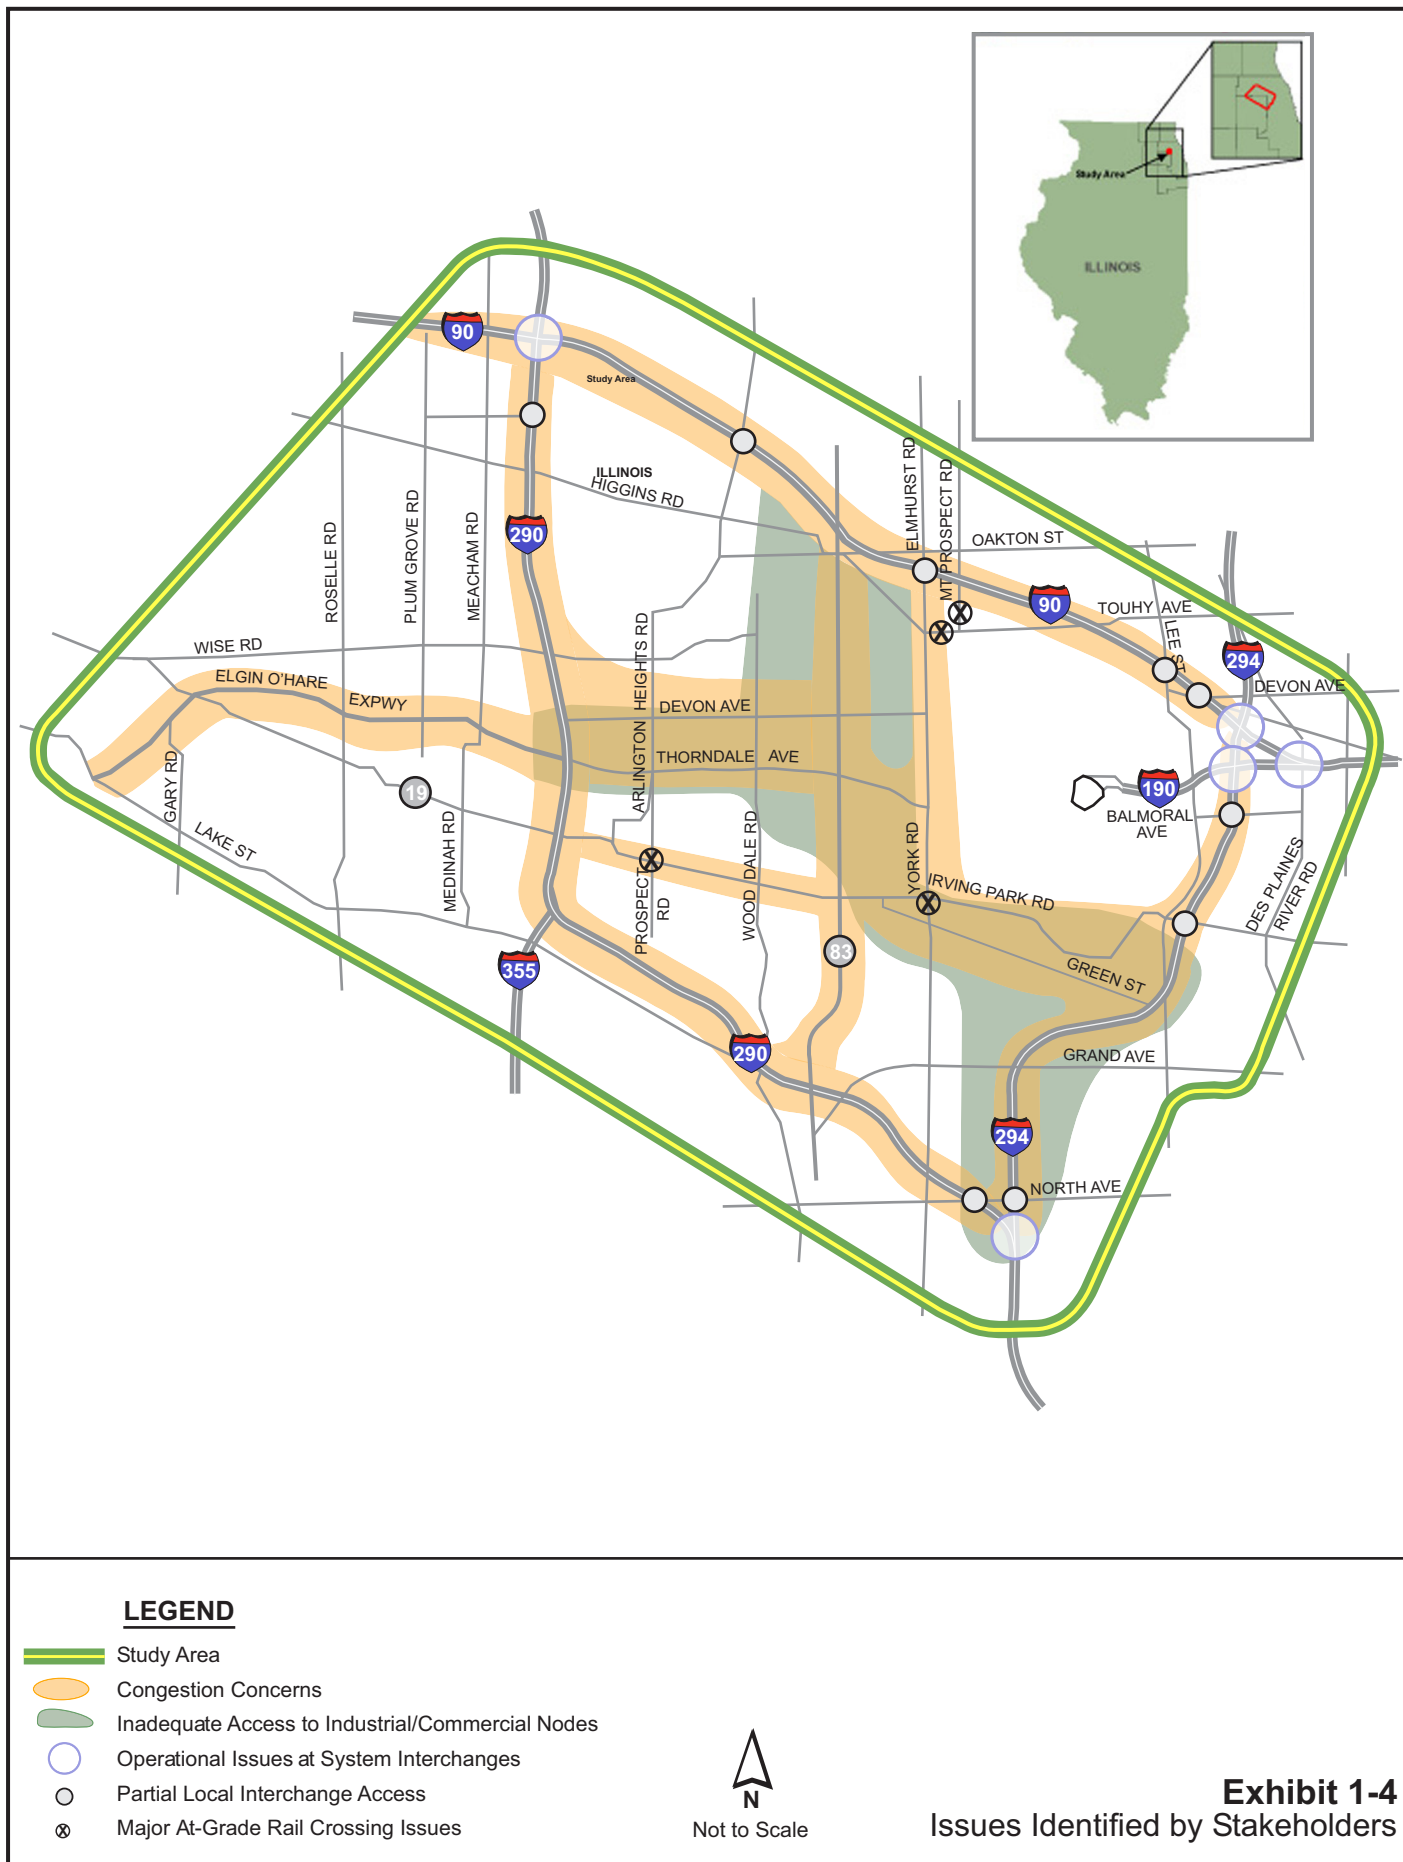 Study Area
ILLINOIS
90
Study Area
ILLINOIS
HIGGINS RD
ELMHURST RD
MT PROSPECT RD
OAKTON ST
290
ROSELLE RD
PLUM GROVE RD
MEACHAM RD
90
TOUHY AVE
LEE ST
294
DEVON AVE
WISE RD
ELGIN O'HARE
EXPWY
ARLINGTON HEIGHTS RD
DEVON AVE
THORNDALE AVE
GARY RD
19
190
BALMORAL
AVE
LAKE ST
MEDINAH RD
WOOD DALE RD
YORK RD
IRVING PARK RD
DES PLAINES
RIVER RD
PROSPECT
RD
83
355
GREEN ST
290
GRAND AVE
294
NORTH AVE
LEGEND
Study Area
Congestion Concerns
Inadequate Access to Industrial/Commercial Nodes
Operational Issues at System Interchanges
Partial Local Interchange Access
Major At-Grade Rail Crossing Issues
N
Not to Scale
Exhibit 1-4
Issues Identified by Stakeholders